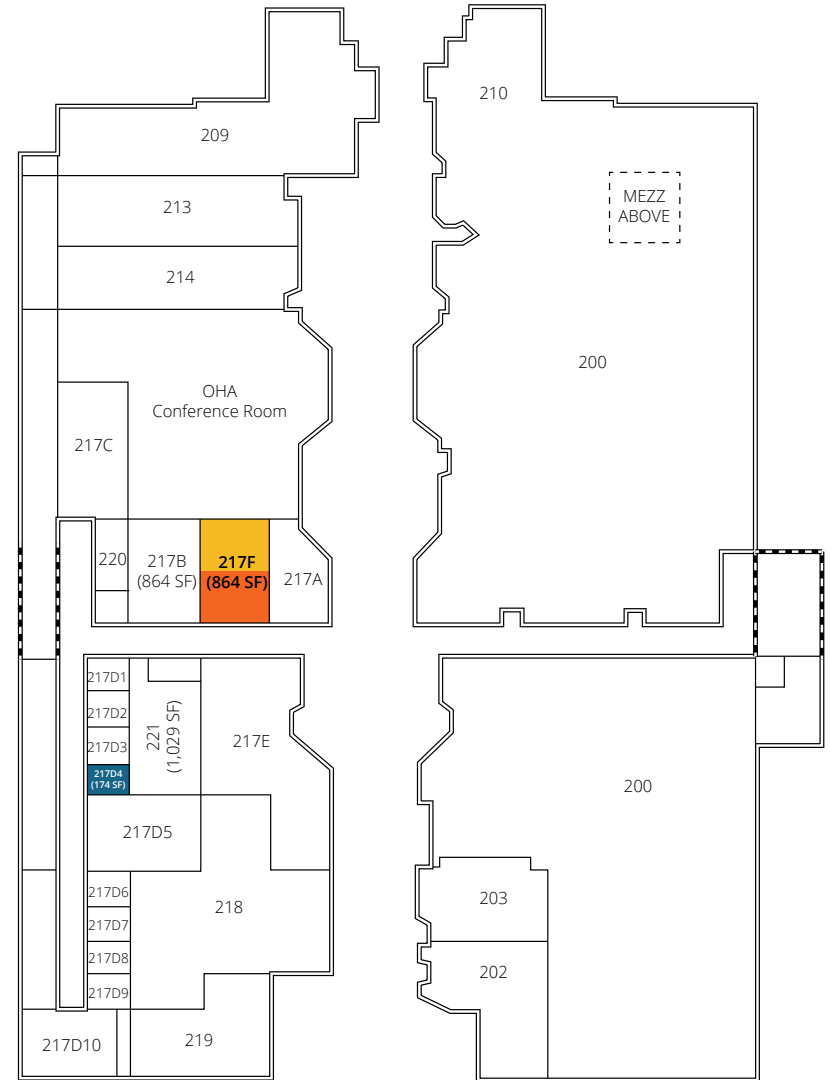 210
209
MEZZ
ABOVE
213
214
200
OHA
Conference Room
217C
220
217B
(864 SF)
217F
(864 SF)
217A
217D1
217D2
217D3
217D4
(174 SF)
221
(1,029 SF)
217E
200
217D5
217D6
217D7
217D8
217D9
218
203
202
217D10
219